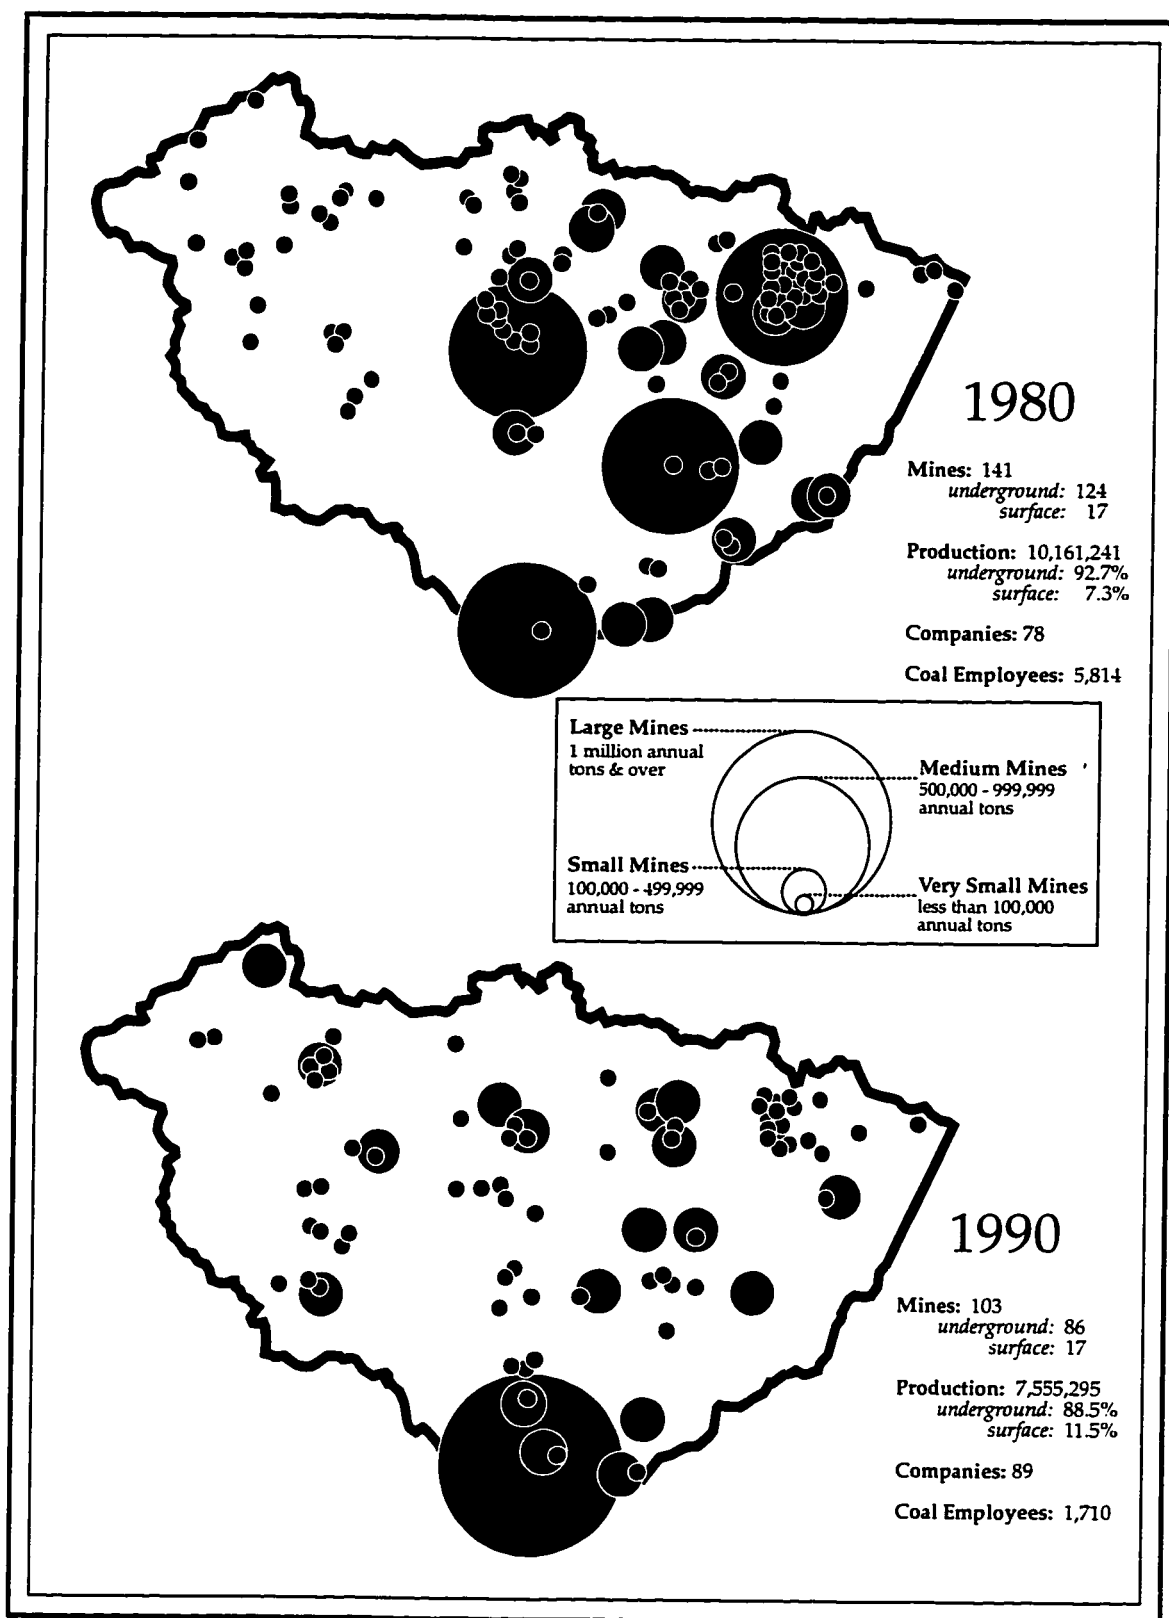 1980
Mines: 141
underground: 124
surface: 17
Production: 10,161,241
underground: 92.7%
surface: 7.3%
Companies: 78
Coal Employees: 5,814
Large Mines
1 million annual
tons & over
Medium Mines
500,000 - 999,999
annual tons
Small Mines
100,000 - 499,999
annual tons
Very Small Mines
less than 100,000
annual tons
1990
Mines: 103
underground: 86
surface: 17
Production: 7,555,295
underground: 88.5%
surface: 11.5%
Companies: 89
Coal Employees: 1,710